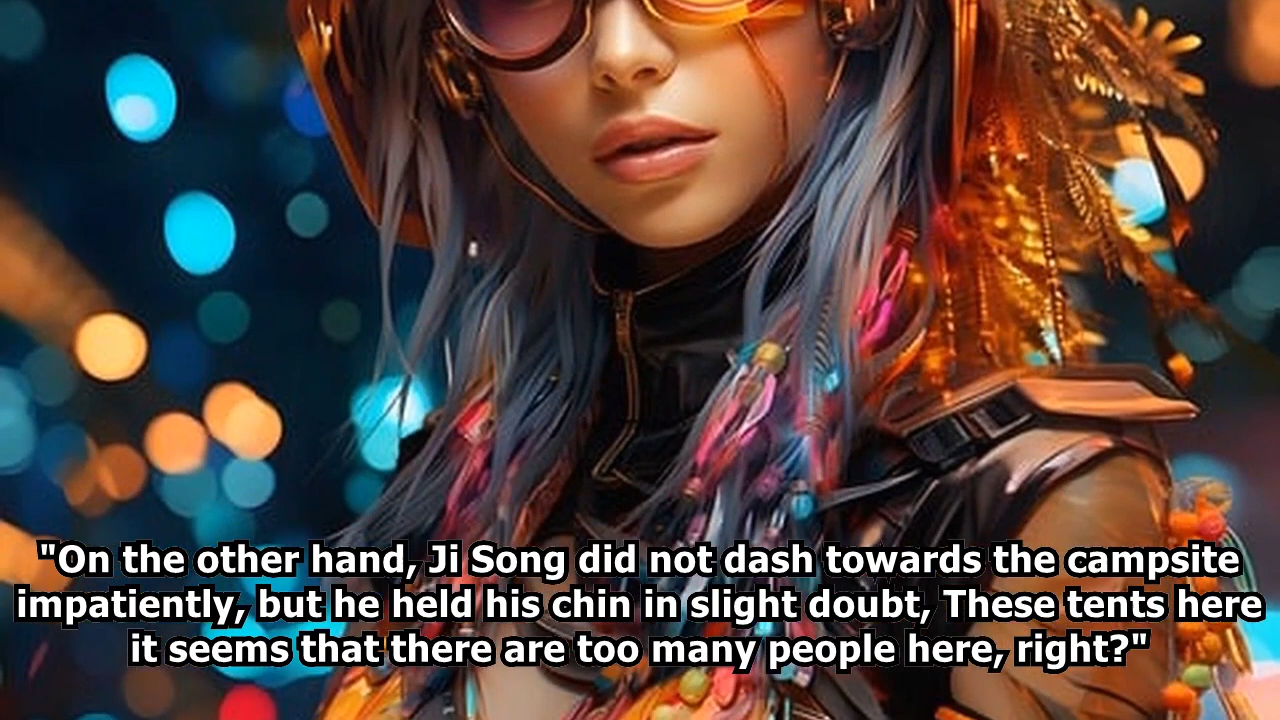 "On the other hand, Ji Song did not dash towards the campsite
impatiently, but he held his chin in slight doubt, These tents here
it seems that there are too many people here, right?"